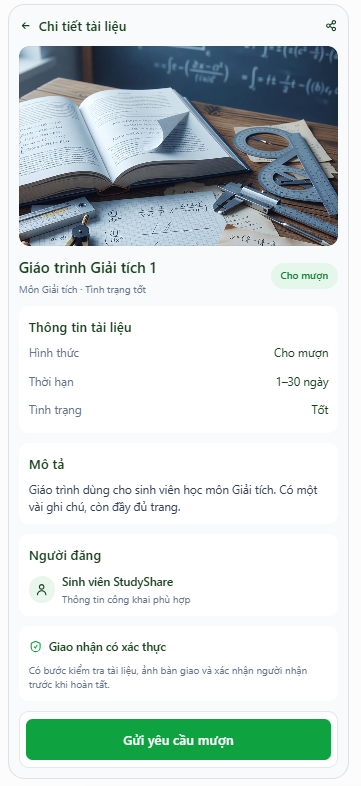 Chi tiết tài liệu
Giáo trình Giải tích 1
Cho mượn
Môn Giải tích · Tình trạng tốt
Thông tin tài liệu
Hình thức Cho mượn
Thời hạn 1–30 ngày
Tình trạng Tốt
Mô tả
Giáo trình dùng cho sinh viên học môn Giải tích. Có một
vài ghi chú, còn đầy đủ trang.
Người đăng
Sinh viên StudyShare
Thông tin công khai phù hợp
Giao nhận có xác thực
Có bước kiểm tra tài liệu, ảnh bàn giao và xác nhận người nhận
trước khi hoàn tất.
Gửi yêu cầu mượn